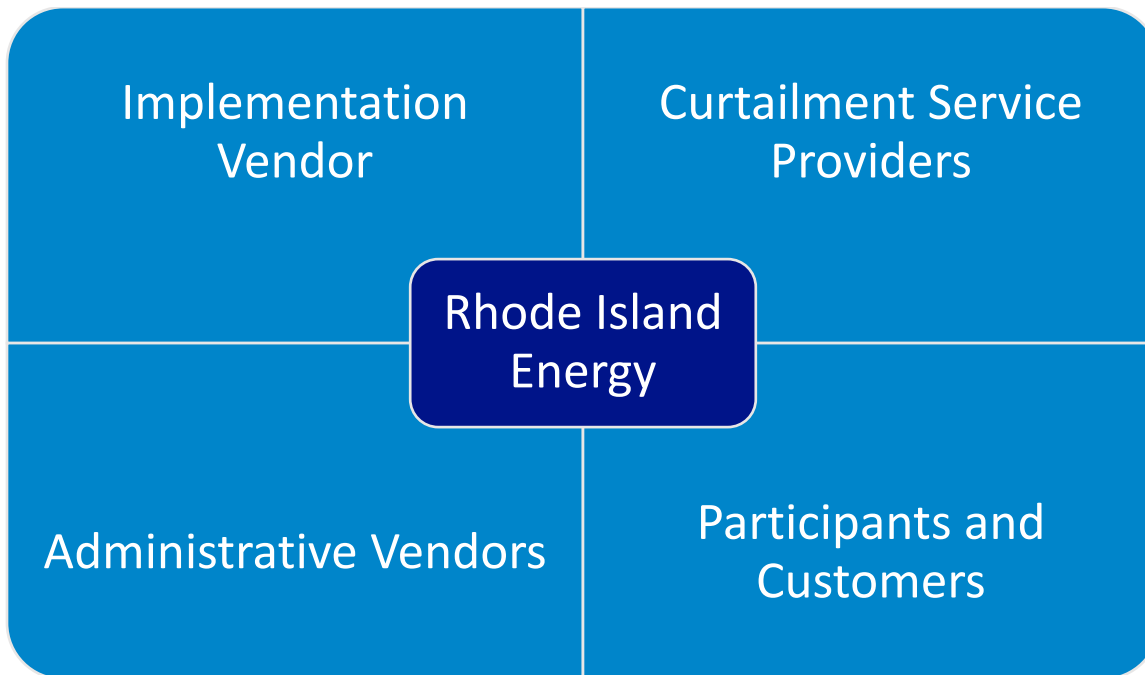 Implementation
Vendor
Curtailment Service
Providers
Rhode Island
Energy
Administrative Vendors
Participants and
Customers